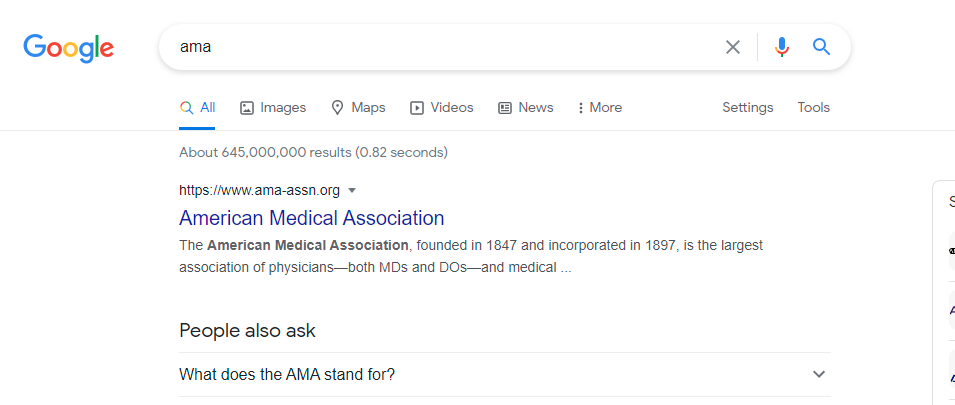 Google
ama
All Images Maps Videos News More Settings Tools
About 645,000,000 results (0.82 seconds)
https://www.ama-assn.org
American Medical Association
The American Medical Association, founded in 1847 and incorporated in 1897, is the largest
association of physicians—both MDs and DOs—and medical ...
People also ask
What does the AMA stand for?